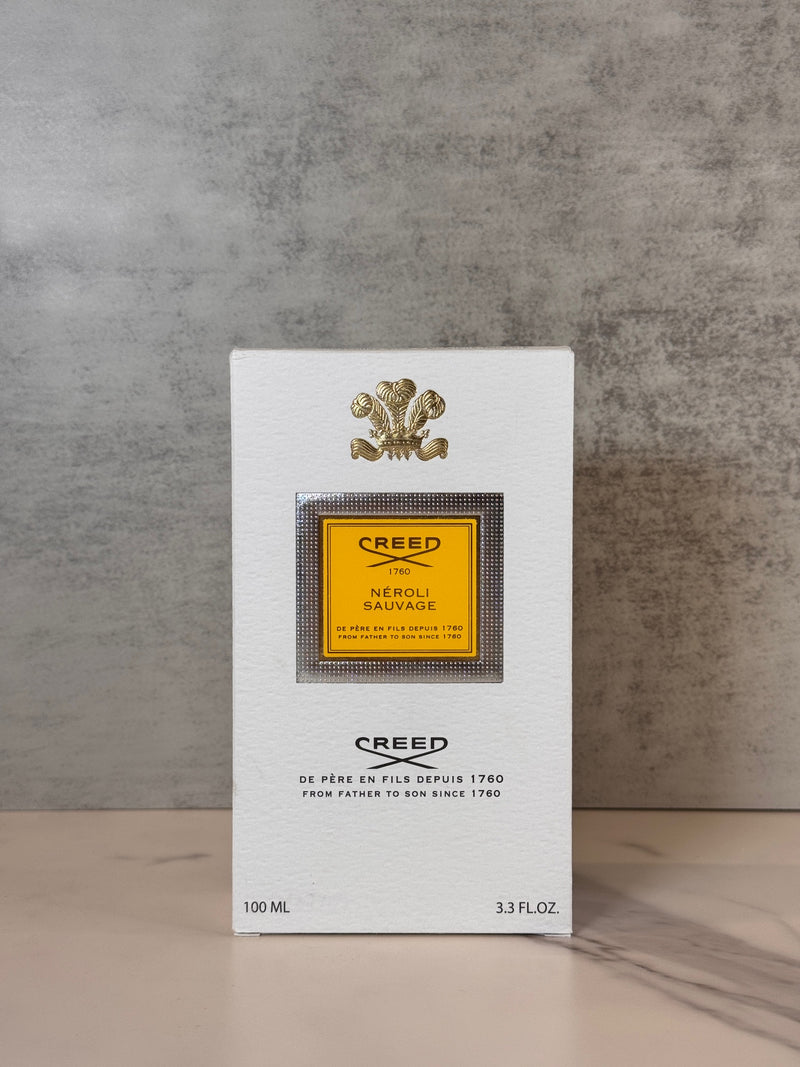 CREED
1760
NÉROLI
SAUVAGE
DE PÈRE EN FILS DEPUIS 1760
FROM FATHER TO SON SINCE 1760
CREED
DE PÈRE EN FILS DEPUIS 1760
FROM FATHER TO SON SINCE 1760
100 ML 3.3 FL.OZ.